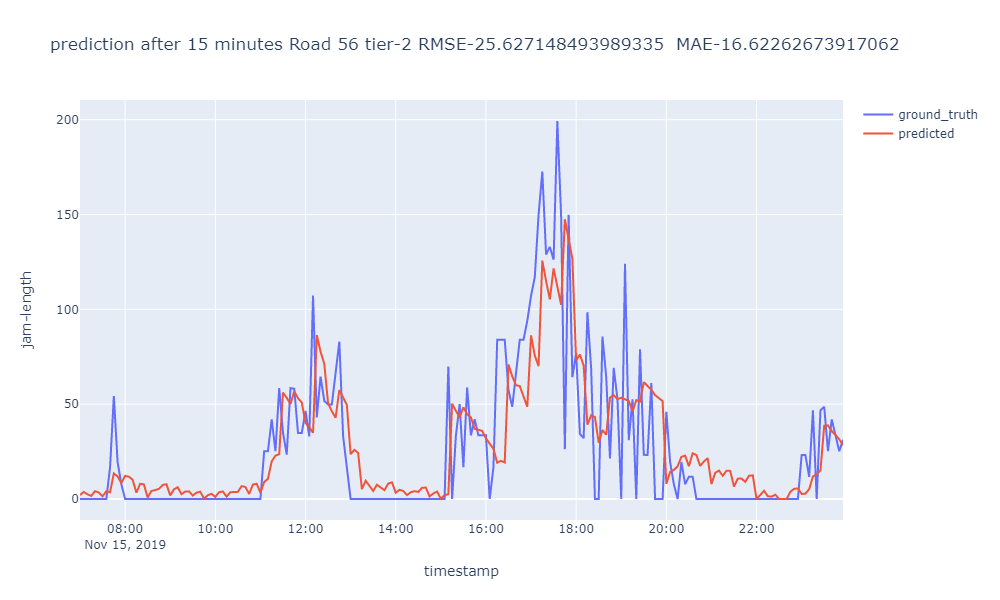 prediction after 15 minutes Road 56 tier-2 RMSE-25.627148493989335  MAE-16.62262673917062
ground_truth
predicted
200
150
100
50
0
jam-length
08:00 10:00 12:00 14:00 16:00 18:00 20:00 22:00
Nov 15, 2019
timestamp